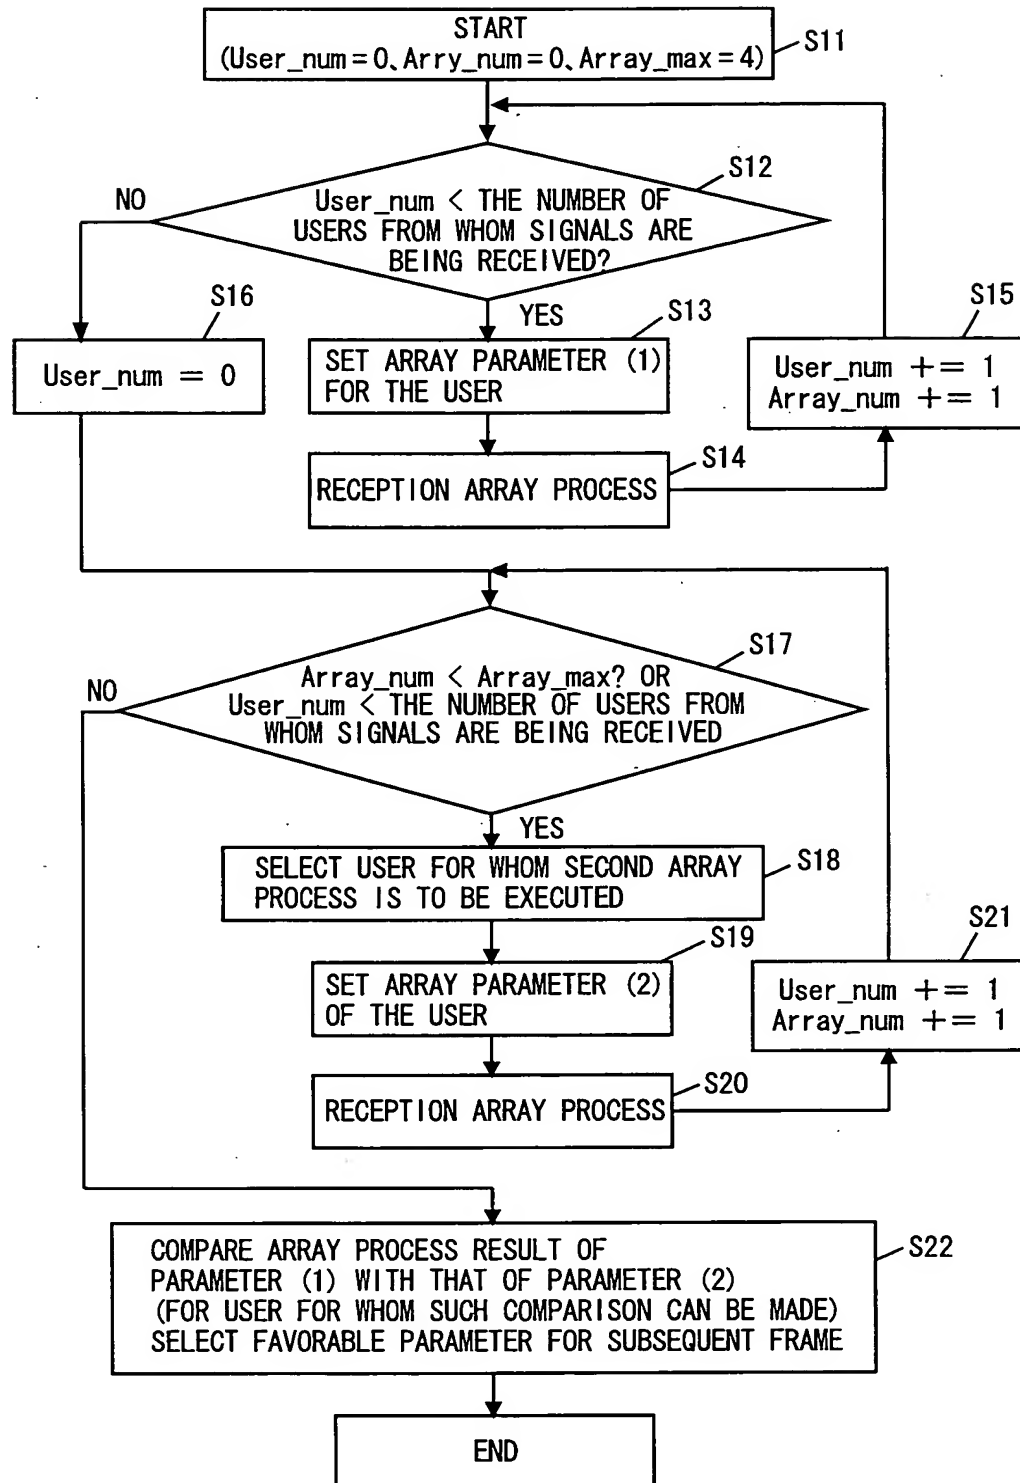 START
(User_num=0、Arry_num=0、Array_max=4)
S11
S12
NO
User_num < THE NUMBER OF
USERS FROM WHOM SIGNALS ARE
BEING RECEIVED?
S16
YES
S13
S15
User_num = 0
SET ARRAY PARAMETER (1)
FOR THE USER
User_num += 1
Array_num += 1
S14
RECEPTION ARRAY PROCESS
S17
NO
Array_num < Array_max? OR
User_num < THE NUMBER OF USERS FROM
WHOM SIGNALS ARE BEING RECEIVED
YES
SELECT USER FOR WHOM SECOND ARRAY
PROCESS IS TO BE EXECUTED
S18
S19
S21
SET ARRAY PARAMETER (2)
OF THE USER
User_num += 1
Array_num += 1
S20
RECEPTION ARRAY PROCESS
COMPARE ARRAY PROCESS RESULT OF
PARAMETER (1) WITH THAT OF PARAMETER (2)
(FOR USER FOR WHOM SUCH COMPARISON CAN BE MADE)
SELECT FAVORABLE PARAMETER FOR SUBSEQUENT FRAME
S22
END